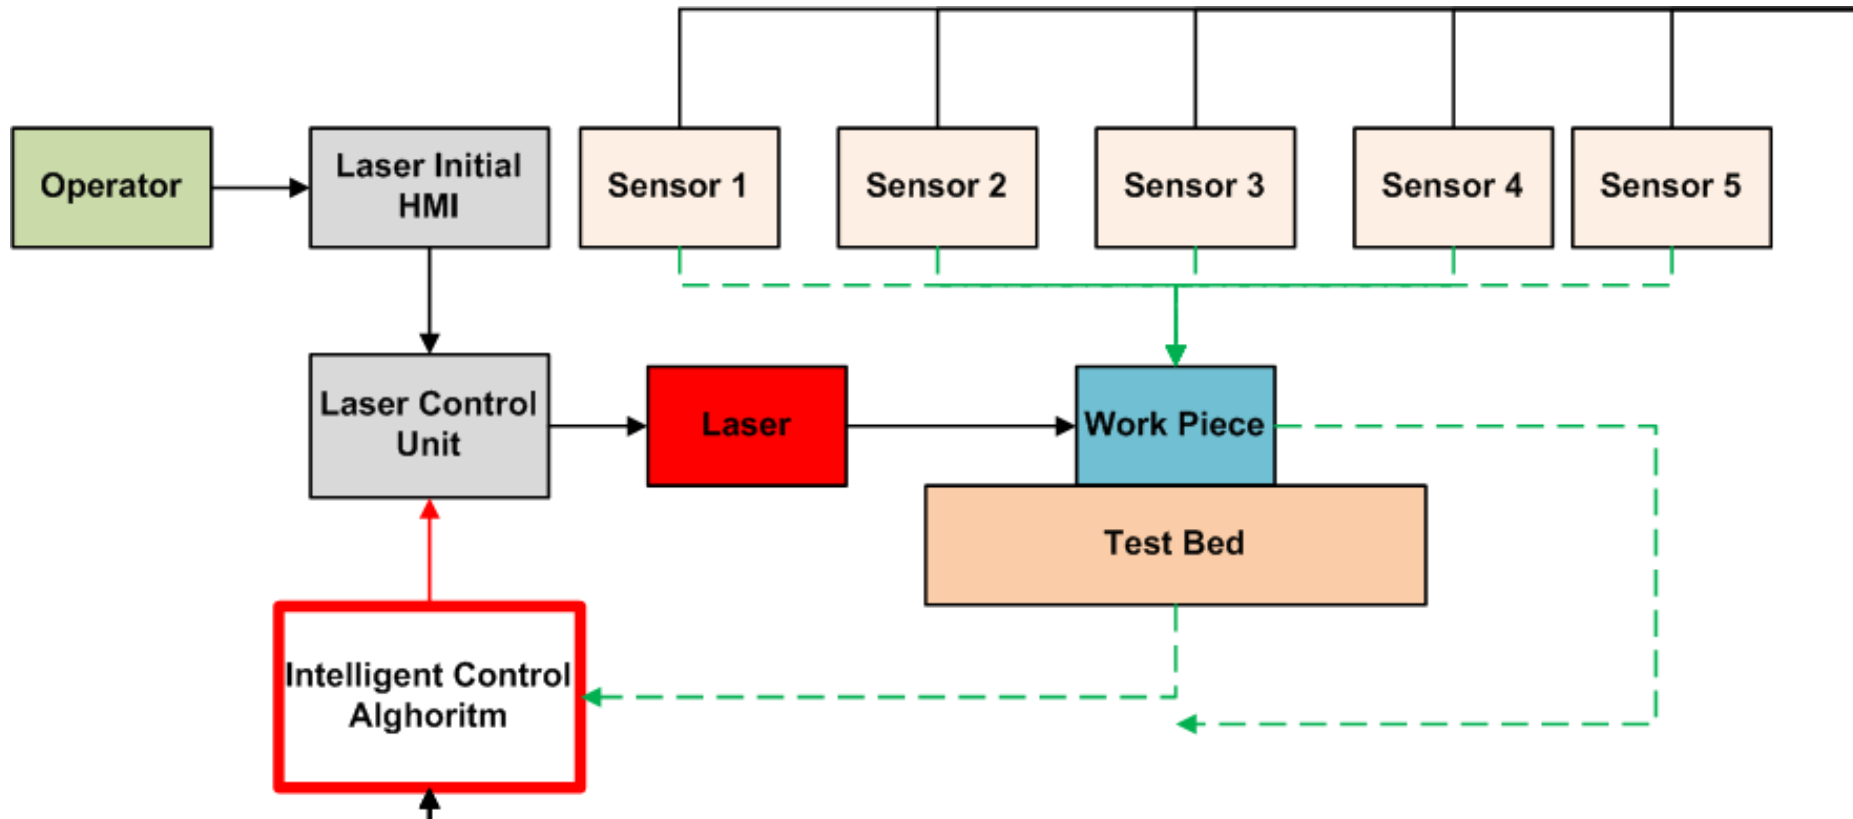 Operator
Laser Initial
HMI
Sensor 1
Sensor 2
Sensor 3
Sensor 4
Sensor 5
Laser Control
Unit
Laser
Work Piece
Test Bed
Intelligent Control
Alghoritm